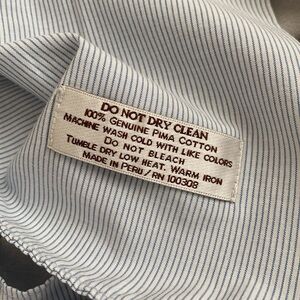 DO NOT DRY CLEAN
100% GENUINE PIMA COTTON
MACHINE WASH COLD WITH LIKE COLORS
DO NOT BLEACH
TUMBLE DRY LOW HEAT. WARM IRON
MADE IN PERU / RN 100308